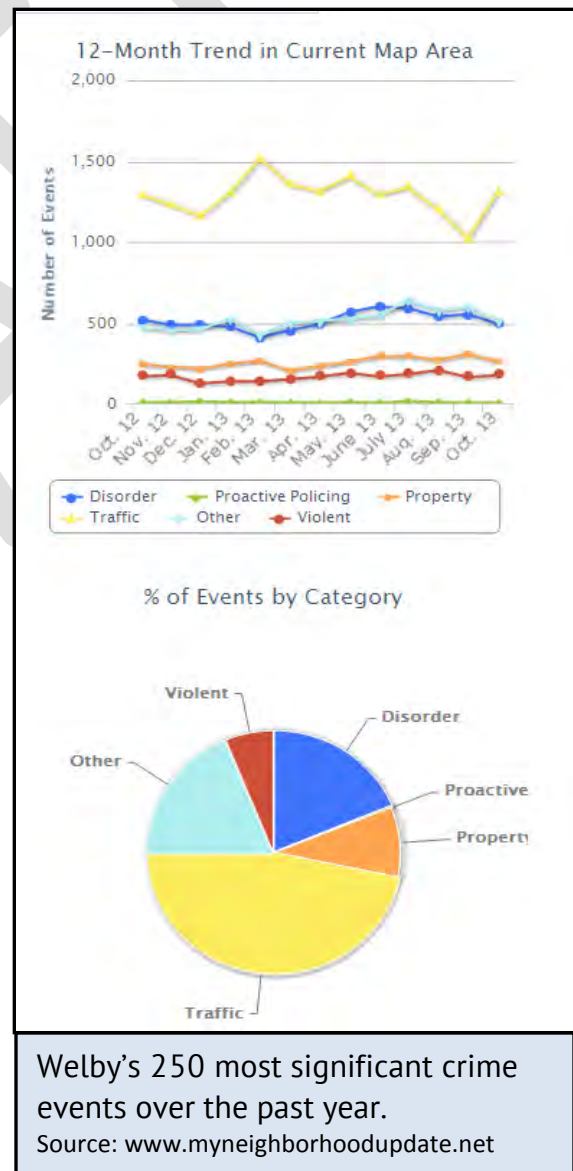 12-Month Trend in Current Map Area
2,000
1,500
1,000
500
0
Number of Events
Oct. 12
Nov. 12
Dec. 12
Jan. 13
Feb. 13
Mar. 13
Apr. 13
May. 13
June 13
July 13
Aug. 13
Sep. 13
Oct. 13
Disorder Proactive Policing Property
Traffic Other Violent
% of Events by Category
Violent
Disorder
Other
Proactive
Propert
Traffic
Welby's 250 most significant crime
events over the past year.
Source: www.myneighborhoodupdate.net